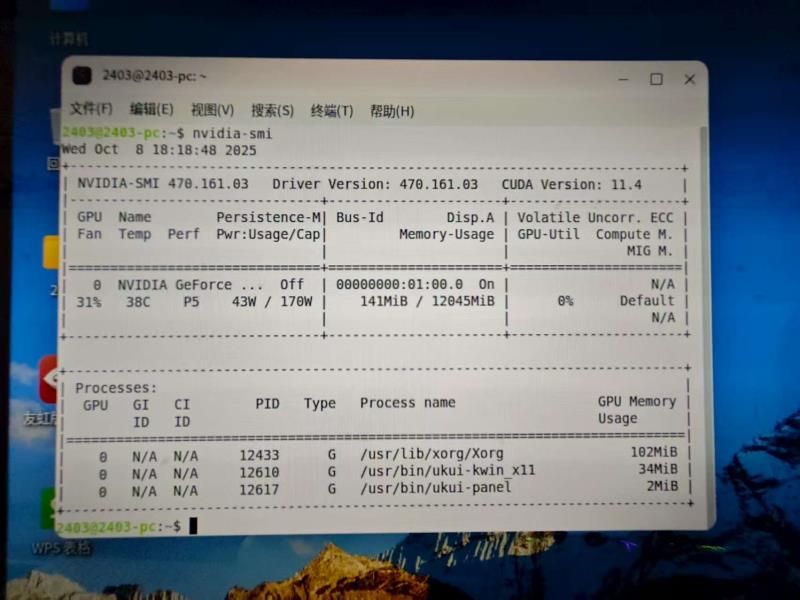 计算机
2403@2403-pc: ~
文件(F) 编辑(E) 视图(V) 搜索(S) 终端(T) 帮助(H)
2403@2403-pc:~$ nvidia-smi
Wed Oct  8 18:18:48 2025
+-----------------------------------------------------------------------------+
| NVIDIA-SMI 470.161.03   Driver Version: 470.161.03   CUDA Version: 11.4     |
|-------------------------------+----------------------+----------------------+
| GPU  Name        Persistence-M| Bus-Id        Disp.A | Volatile Uncorr. ECC |
| Fan  Temp  Perf  Pwr:Usage/Cap|         Memory-Usage | GPU-Util  Compute M. |
|                               |                      |               MIG M. |
|===============================+======================+======================|
|   0  NVIDIA GeForce ...  Off  | 00000000:01:00.0  On |                  N/A |
| 31%   38C    P5    43W / 170W |    141MiB / 12045MiB |      0%      Default |
|                               |                      |                  N/A |
+-------------------------------+----------------------+----------------------+
+-----------------------------------------------------------------------------+
| Processes:                                                                  |
|  GPU   GI   CI        PID   Type   Process name                  GPU Memory |
|        ID   ID                                                   Usage      |
|=============================================================================|
|    0   N/A  N/A     12433      G   /usr/lib/xorg/Xorg                102MiB |
|    0   N/A  N/A     12610      G   /usr/bin/ukui-kwin_x11             34MiB |
|    0   N/A  N/A     12617      G   /usr/bin/ukui-panel                 2MiB |
+-----------------------------------------------------------------------------+
2403@2403-pc:~$
WPS 表格